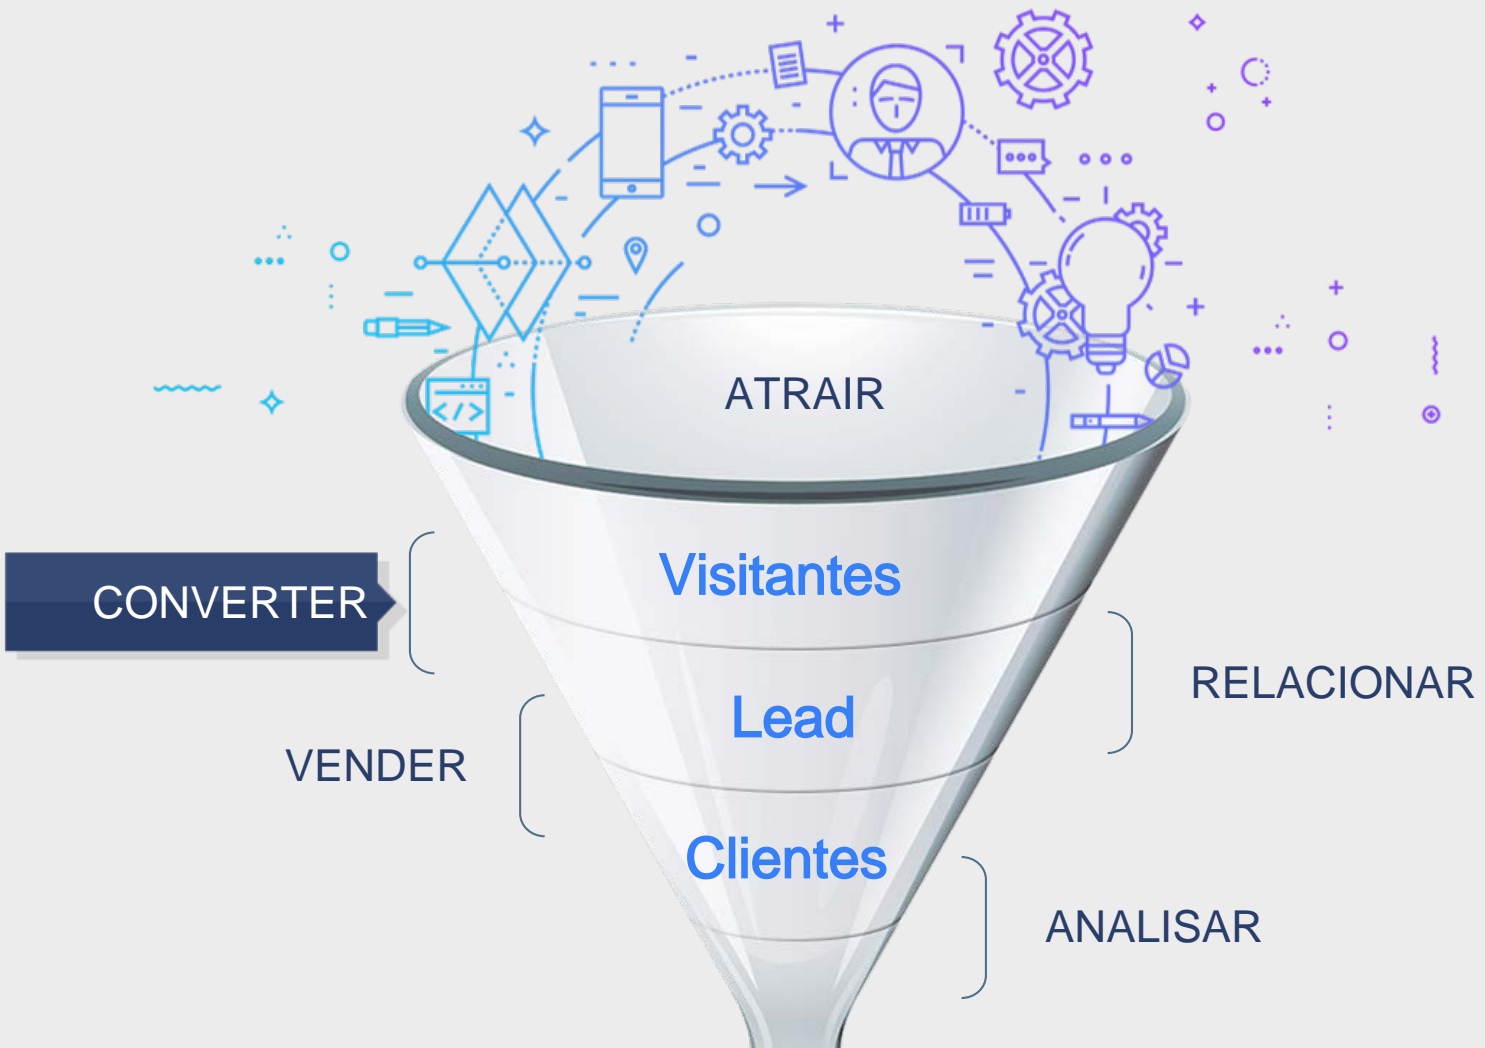 ATRAIR
Visitantes
CONVERTER
RELACIONAR
Lead
VENDER
Clientes
ANALISAR